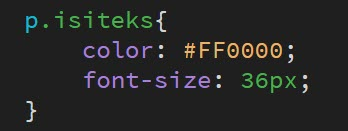 p.isiteks{
    color: #FF0000;
    font-size: 36px;
}